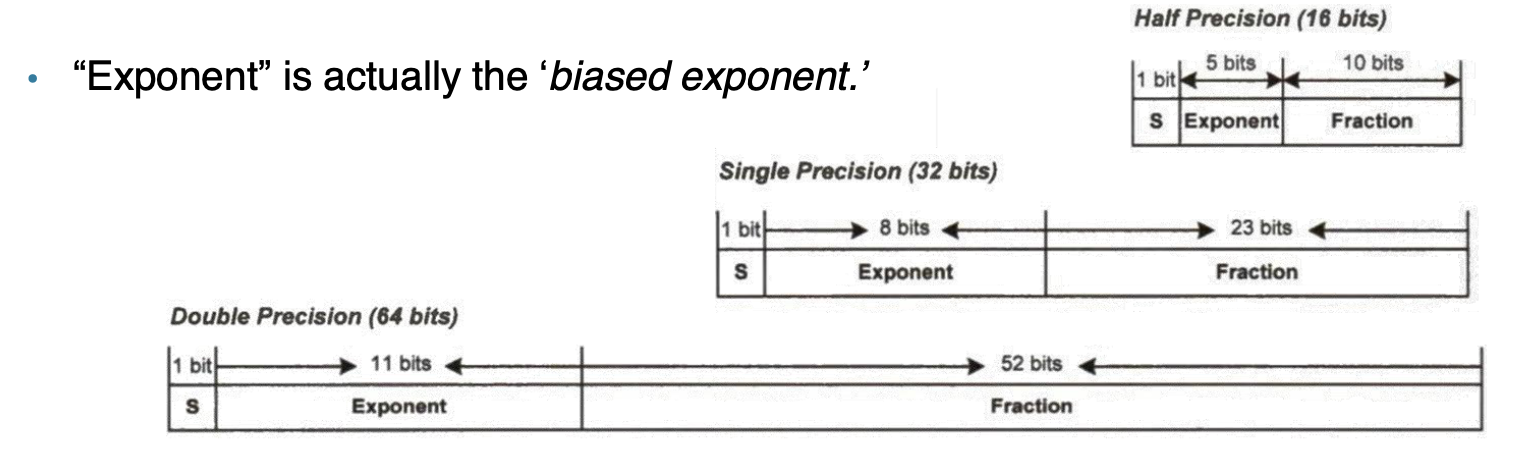 Half Precision (16 bits)
• “Exponent” is actually the ‘biased exponent.’
1 bit 5 bits 10 bits
S Exponent Fraction
Single Precision (32 bits)
1 bit 8 bits 23 bits
S Exponent Fraction
Double Precision (64 bits)
1 bit 11 bits 52 bits
S Exponent Fraction